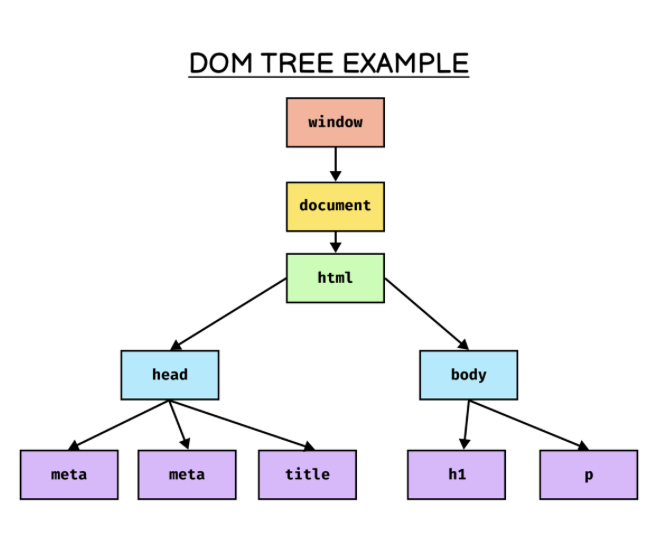 DOM TREE EXAMPLE
window
document
html
head
body
meta
meta
title
h1
p